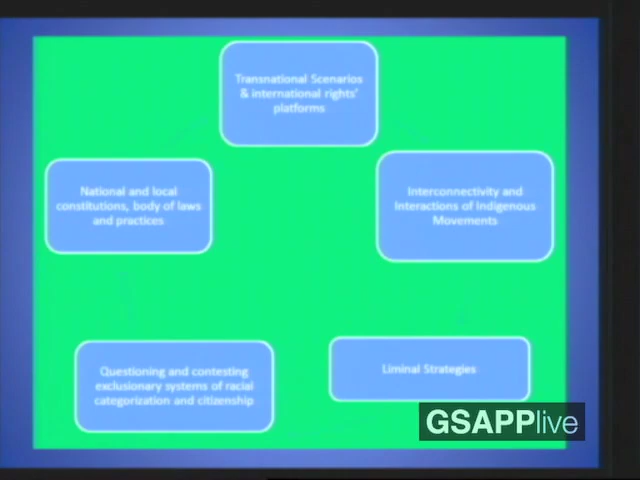 Transnational Scenarios
& international rights'
platforms
National and local
constitutions, body of laws
and practices
Interconnectivity and
Interactions of Indigenous
Movements
Questioning and contesting
exclusionary systems of racial
categorization and citizenship
Liminal Strategies
GSAPPlive